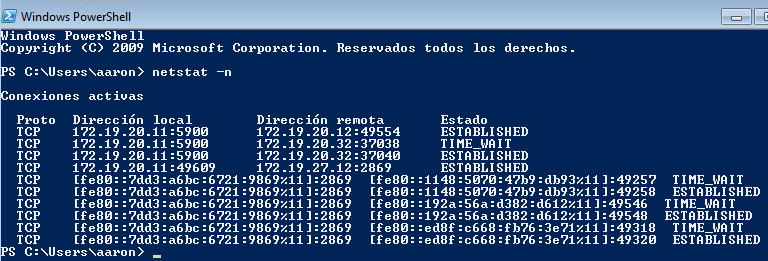 Windows PowerShell
Windows PowerShell
Copyright (C) 2009 Microsoft Corporation. Reservados todos los derechos.
PS C:\Users\aaron> netstat -n
Conexiones activas
Proto Dirección local Dirección remota Estado
TCP 172.19.20.11:5900 172.19.20.12:49554 ESTABLISHED
TCP 172.19.20.11:5900 172.19.20.32:37038 TIME_WAIT
TCP 172.19.20.11:5900 172.19.20.32:37040 ESTABLISHED
TCP 172.19.20.11:49609 172.19.27.12:2869 ESTABLISHED
TCP [fe80::7dd3:a6bc:6721:9869%11]:2869 [fe80::1148:5070:47b9:db93%11]:49257 TIME_WAIT
TCP [fe80::7dd3:a6bc:6721:9869%11]:2869 [fe80::1148:5070:47b9:db93%11]:49258 ESTABLISHED
TCP [fe80::7dd3:a6bc:6721:9869%11]:2869 [fe80::192a:56a:d382:d612%11]:49546 TIME_WAIT
TCP [fe80::7dd3:a6bc:6721:9869%11]:2869 [fe80::192a:56a:d382:d612%11]:49548 ESTABLISHED
TCP [fe80::7dd3:a6bc:6721:9869%11]:2869 [fe80::ed8f:c668:fb76:3e71%11]:49318 TIME_WAIT
TCP [fe80::7dd3:a6bc:6721:9869%11]:2869 [fe80::ed8f:c668:fb76:3e71%11]:49320 ESTABLISHED
PS C:\Users\aaron> _